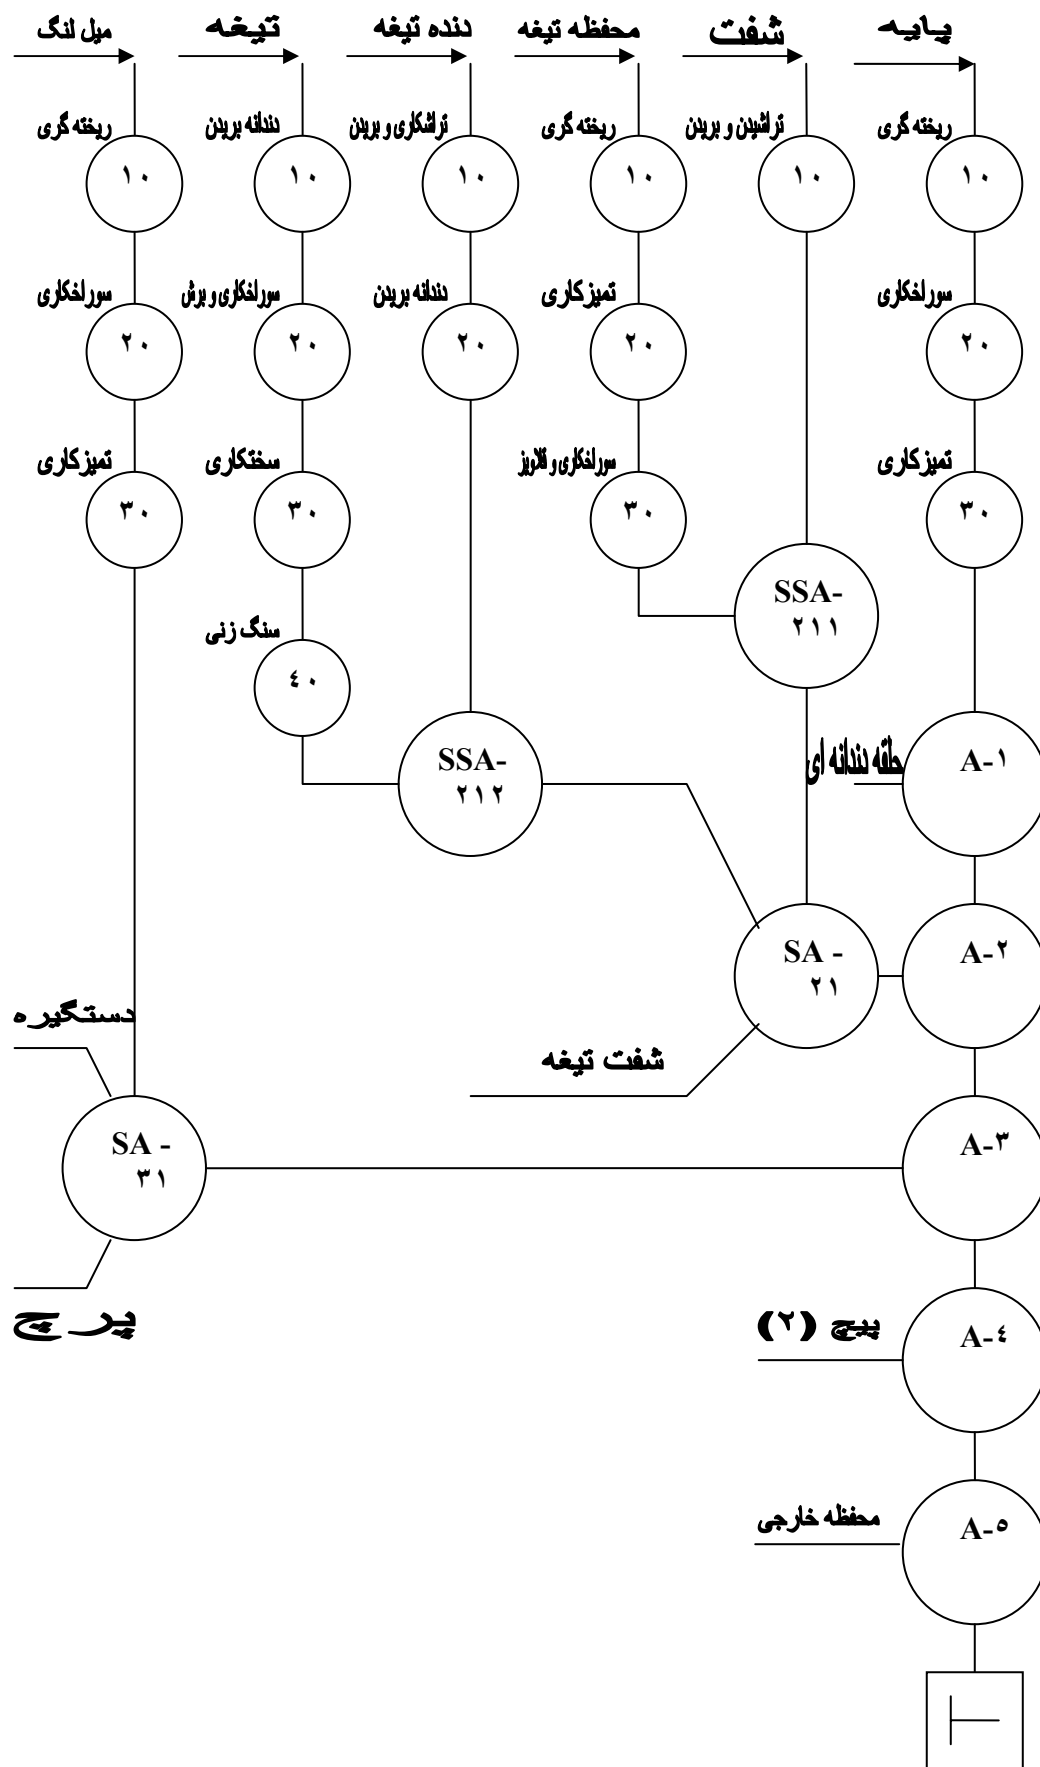 پایه
شفت
محفظه تیغه
دنده تیغه
تیغه
میل لنگ
ریخته گری
تراشیدن و بریدن
ریخته گری
تراشکاری و بریدن
دندانه بریدن
ریخته گری
۱۰
۱۰
۱۰
۱۰
۱۰
۱۰
سوراخکاری
تمیزکاری
دندانه بریدن
سوراخکاری و برش
سوراخکاری
۲۰
۲۰
۲۰
۲۰
۲۰
تمیزکاری
سوراخکاری و قلاویز
سختکاری
تمیزکاری
۳۰
۳۰
۳۰
۳۰
SSA-
۲۱۱
سنگ زنی
٤۰
حلقه دندانه ای
A-۱
SSA-
۲۱۲
A-۲
SA -
۲۱
شفت تیغه
دستگیره
A-۳
SA -
۳۱
پرچ
پیچ (۲)
A-٤
محفظه خارجی
A-٥